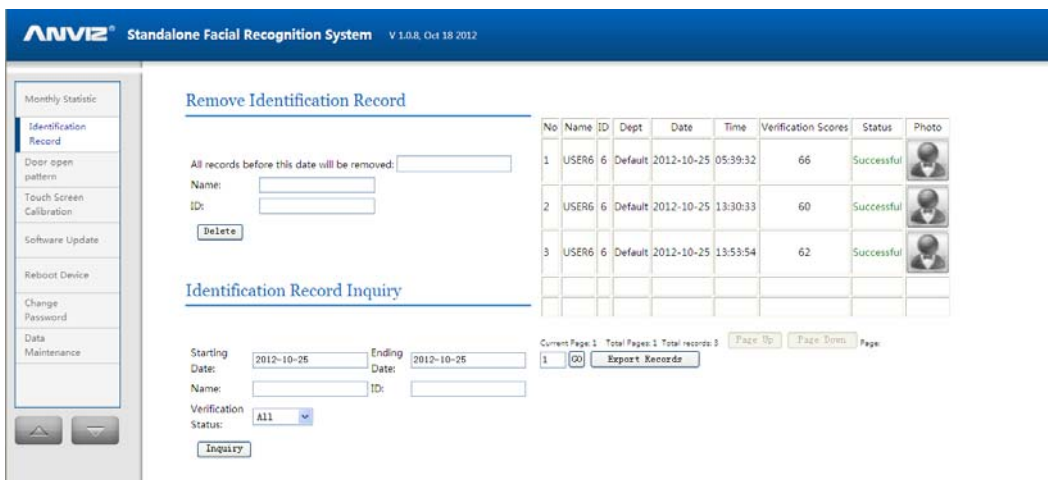 ANVIZ® Standalone Facial Recognition System V 1.0.8, Oct 18 2012
Monthly Statistic
Identification
Record
Door open
pattern
Touch Screen
Calibration
Software Update
Reboot Device
Change
Password
Data
Maintenance
Remove Identification Record
All records before this date will be removed:
Name:
ID:
Delete
Identification Record Inquiry
Starting
Date:
2012-10-25
Ending
Date:
2012-10-25
Name:
ID:
Verification
Status:
All
Inquiry
No Name ID Dept Date Time Verification Scores Status Photo
1 USER6 6 Default 2012-10-25 05:39:32 66 Successful
2 USER6 6 Default 2012-10-25 13:30:33 60 Successful
3 USER6 6 Default 2012-10-25 13:53:54 62 Successful
Current Page: 1 Total Pages: 1 Total records: 3 Page Up Page Down Page:
1 GO Export Records